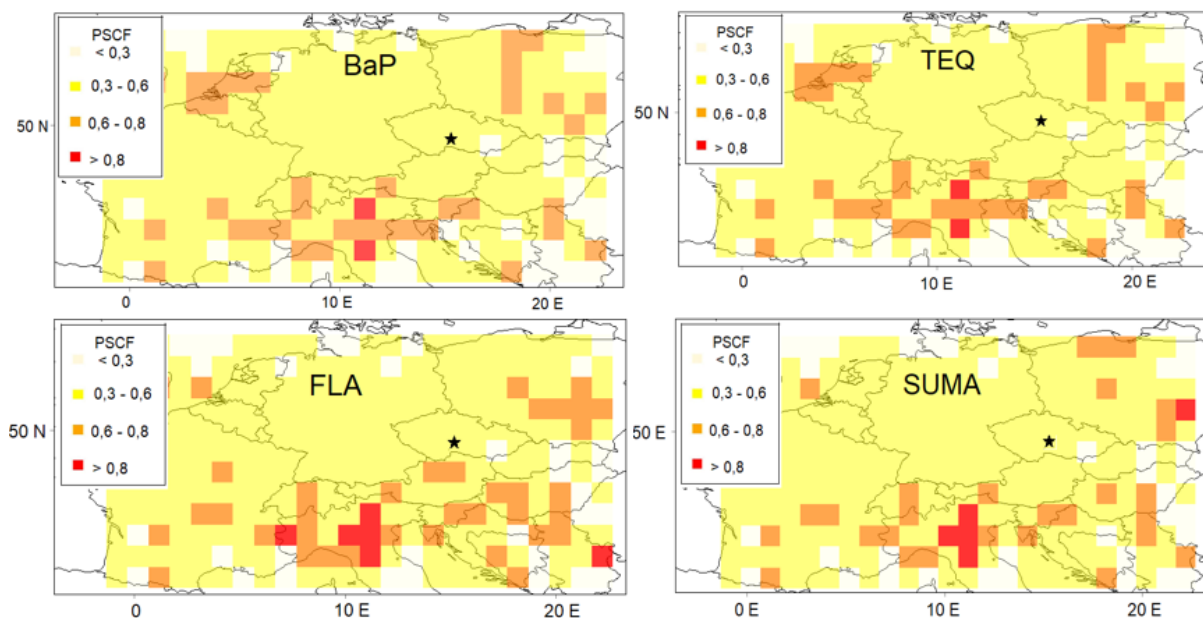 PSCF
< 0,3
0,3 - 0,6
0,6 - 0,8
> 0,8
BaP
50 N
0
10 E
20 E
PSCF
< 0,3
0,3 - 0,6
0,6 - 0,8
> 0,8
TEQ
50 N
0
10 E
20 E
PSCF
< 0,3
0,3 - 0,6
0,6 - 0,8
> 0,8
FLA
50 N
0
10 E
20 E
PSCF
< 0,3
0,3 - 0,6
0,6 - 0,8
> 0,8
SUMA
50 E
0 E
10 E
20 E